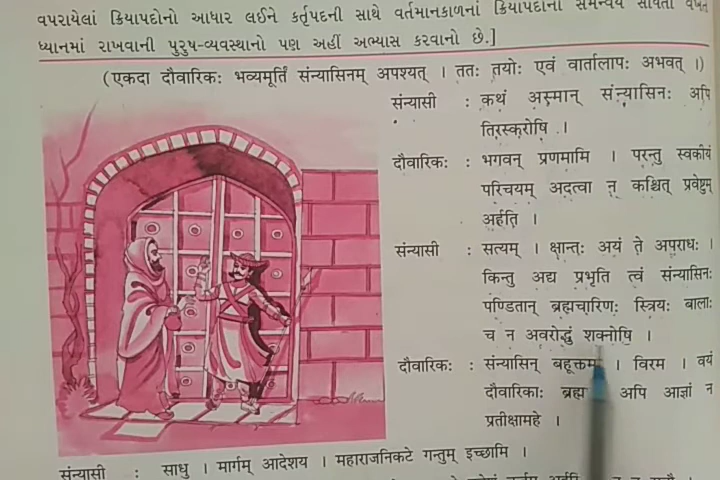 વપરાયેલાં ક્રિયાપદોનો આધાર લઈને કર્તૃપદની સાથે વર્તમાનકાળનાં ક્રિયાપદોના સમન્વય
ધ્યાનમાં રાખવાની પુરુષ-વ્યવસ્થાનો પણ અહીં અભ્યાસ કરવાનો છે.]
(एकदा दौवारिकः भव्यमूर्तिं संन्यासिनम् अपश्यत् । ततः तयोः एवं वार्तालापः अभवत् ।)
संन्यासी : कथं अस्मान् संन्यासिनः अपि
तिरस्करोषि ।
दौवारिकः : भगवन् प्रणमामि । परन्तु स्वकीयं
परिचयम् अदत्वा न कश्चित् प्रवेष्टुम्
अर्हति ।
संन्यासी : सत्यम् । क्षान्तः अयं ते अपराधः ।
किन्तु अद्य प्रभृति त्वं संन्यासिनः
पण्डितान् ब्रह्मचारिणः स्त्रियः बालाः
च न अवरोद्धुं शक्नोषि ।
दौवारिकः : संन्यासिन् बहूक्तम् । विरम । वयं
दौवारिकाः अपि आज्ञां न
प्रतीक्षामहे ।
संन्यासी : साधु । मार्गम् आदेशय । महाराजनिकटे गन्तुम् इच्छामि ।